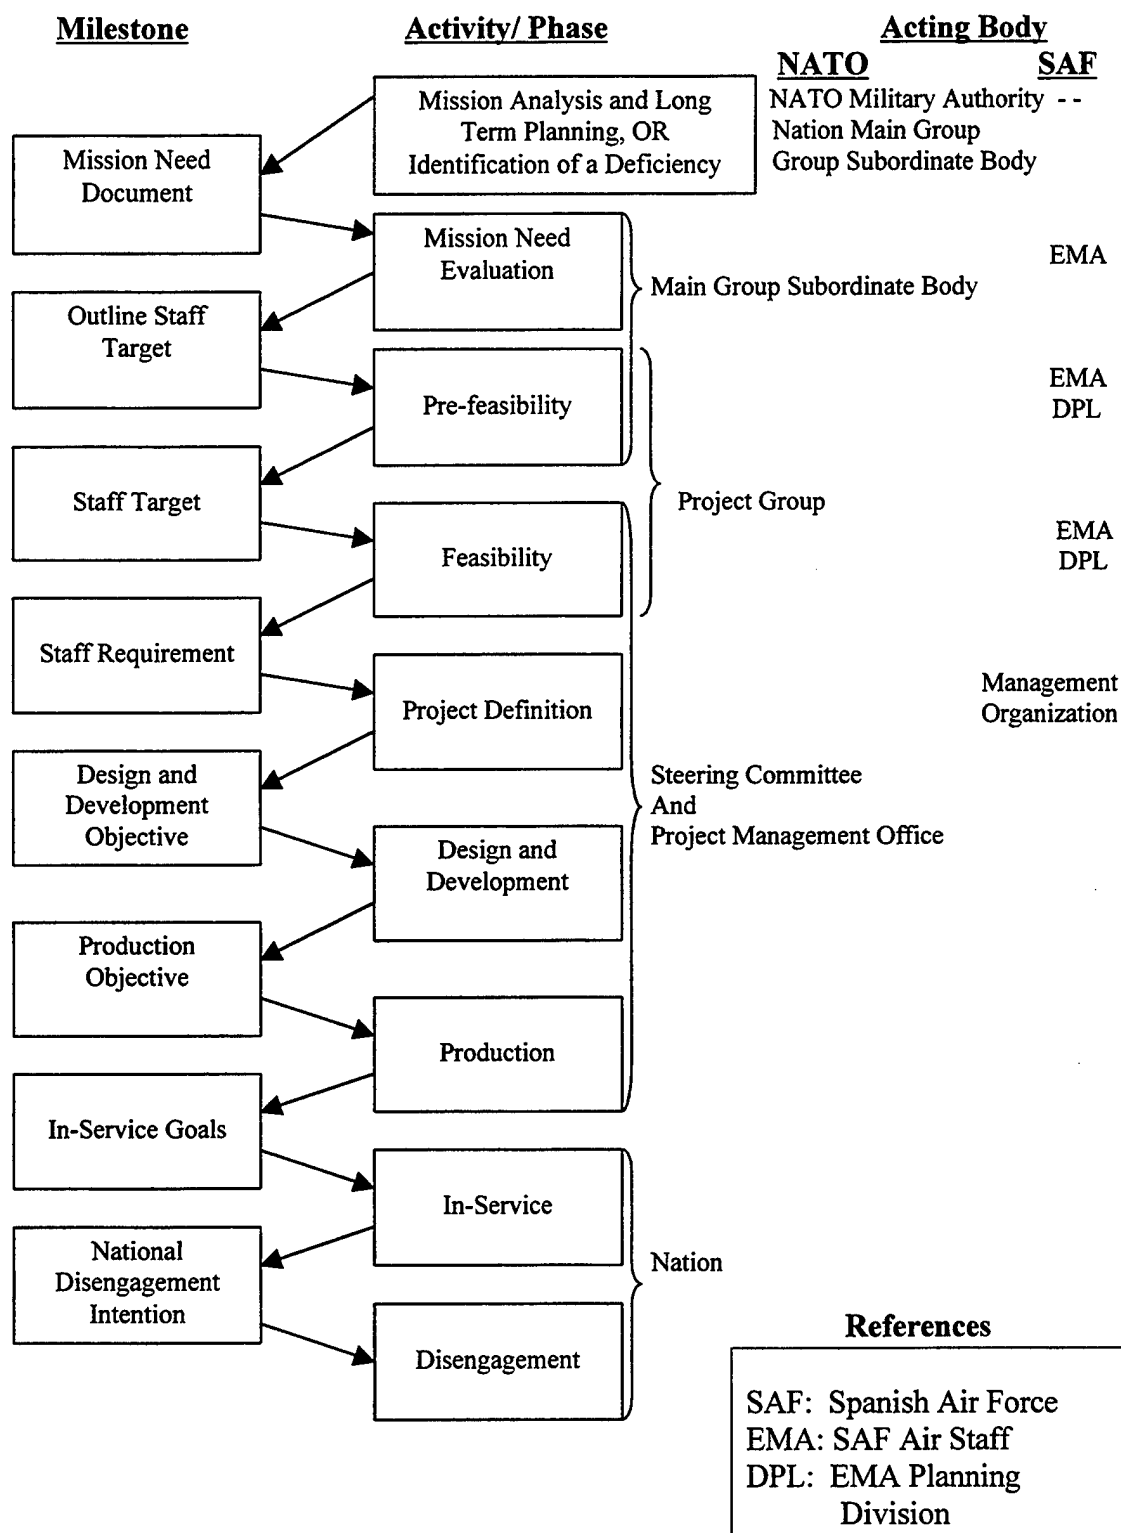 Milestone
Activity/ Phase
Acting Body
NATO
SAF
Mission Analysis and Long
Term Planning, OR
Identification of a Deficiency
NATO Military Authority - -
Nation Main Group
Group Subordinate Body
Mission Need
Document
Mission Need
Evaluation
EMA
Main Group Subordinate Body
Outline Staff
Target
Pre-feasibility
EMA
DPL
Staff Target
Project Group
Feasibility
EMA
DPL
Staff Requirement
Project Definition
Management
Organization
Design and
Development
Objective
Steering Committee
And
Project Management Office
Design and
Development
Production
Objective
Production
In-Service Goals
In-Service
National
Disengagement
Intention
Nation
Disengagement
References
SAF: Spanish Air Force
EMA: SAF Air Staff
DPL: EMA Planning
Division